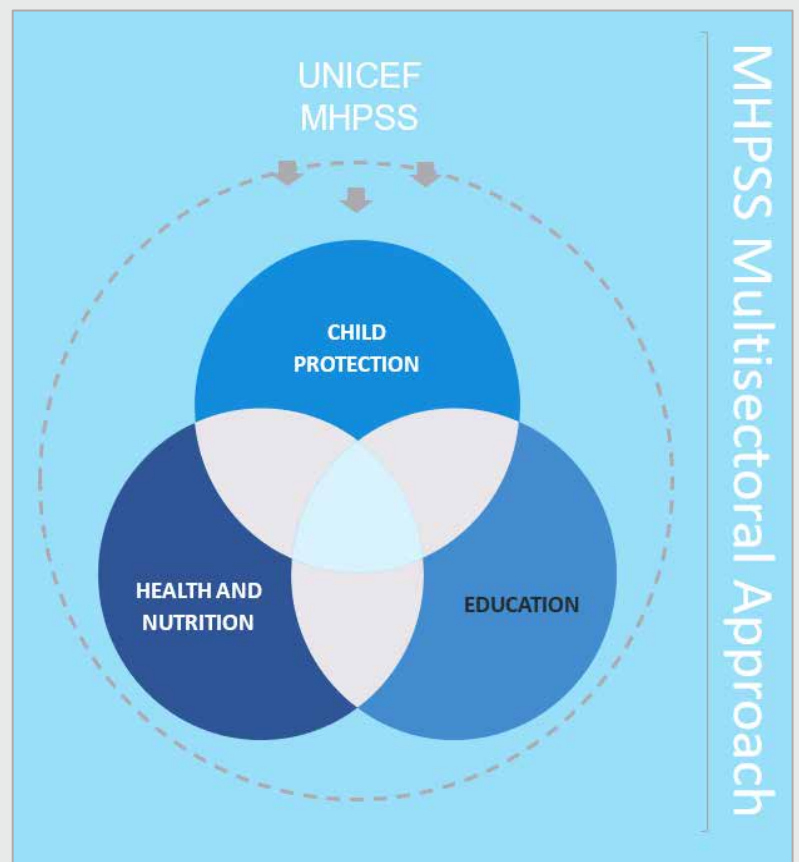 UNICEF
MHPSS
CHILD
PROTECTION
HEALTH AND
NUTRITION
EDUCATION
MHPSS Multisectoral Approach